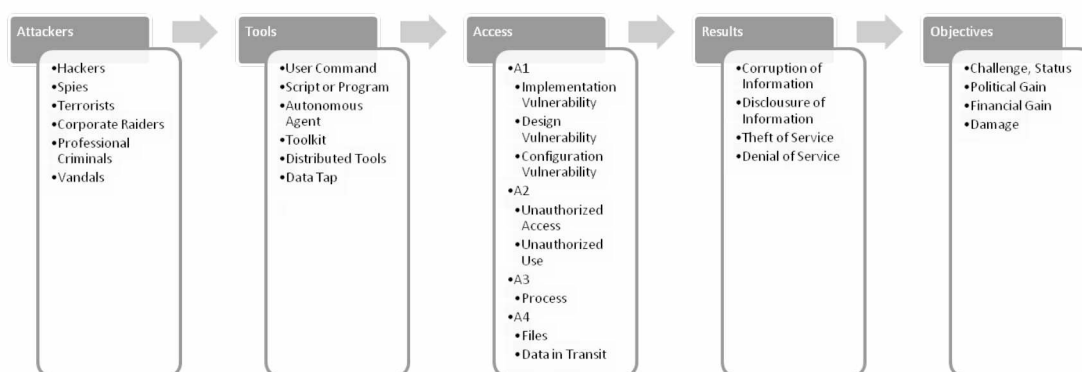 Attackers
•Hackers
•Spies
•Terrorists
•Corporate Raiders
•Professional
Criminals
•Vandals
Tools
•User Command
•Script or Program
•Autonomous
Agent
•Toolkit
•Distributed Tools
•Data Tap
Access
•A1
•Implementation
Vulnerability
•Design
Vulnerability
•Configuration
Vulnerability
•A2
•Unauthorized
Access
•Unauthorized
Use
•A3
•Process
•A4
•Files
•Data in Transit
Results
•Corruption of
Information
•Disclousure of
Information
•Theft of Service
•Denial of Service
Objectives
•Challenge, Status
•Political Gain
•Financial Gain
•Damage